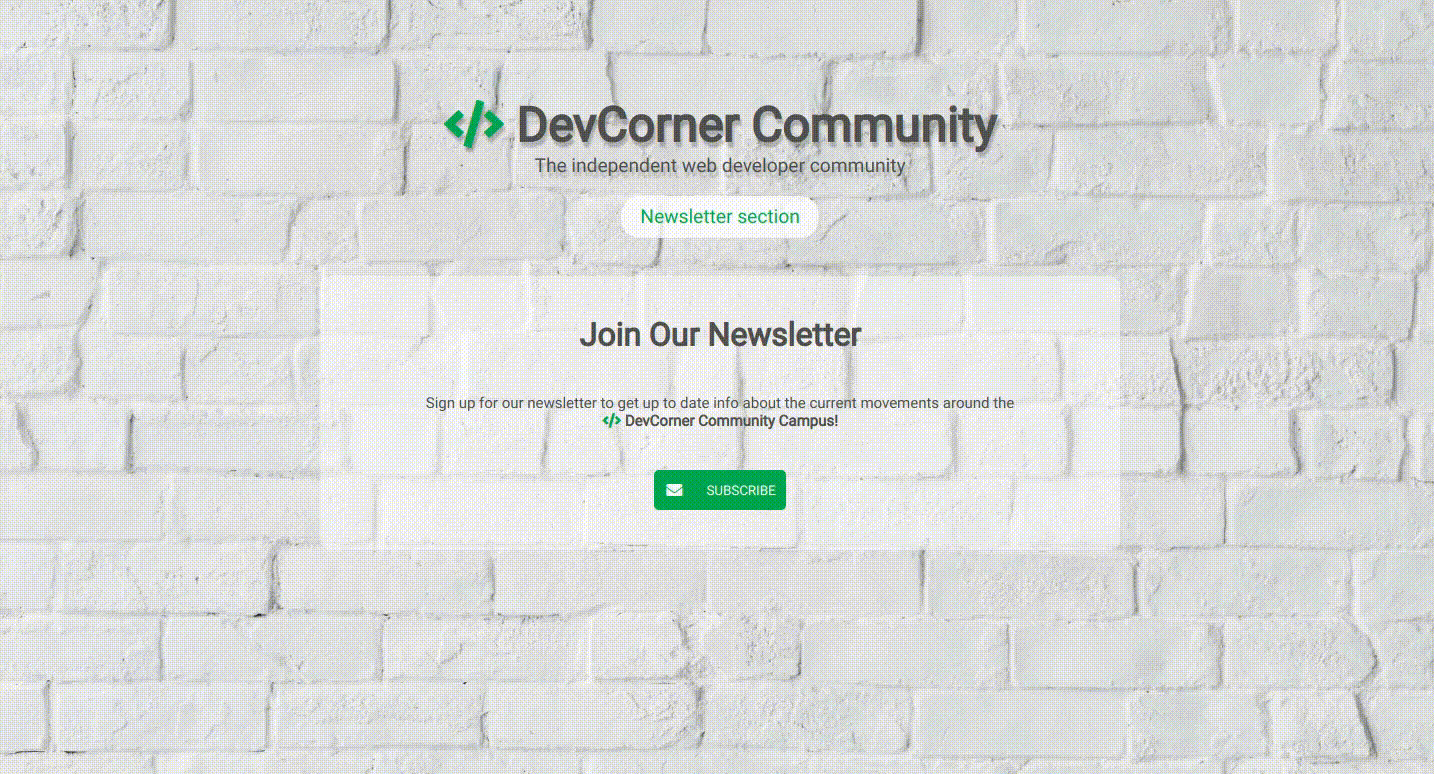 DevCorner Community
The independent web developer community
Newsletter section
Join Our Newsletter
Sign up for our newsletter to get up to date info about the current movements around the
</> DevCorner Community Campus!
SUBSCRIBE